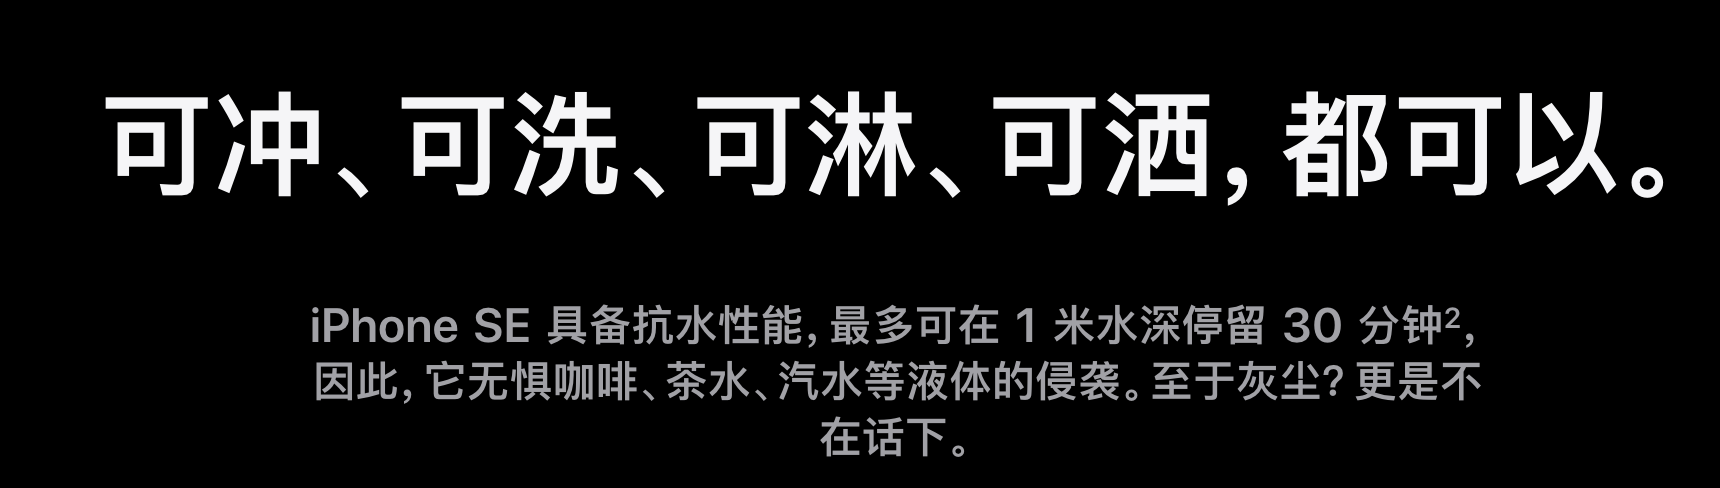 可冲、可洗、可淋、可洒，都可以。
iPhone SE 具备抗水性能，最多可在 1 米水深停留 30 分钟²，
因此，它无惧咖啡、茶水、汽水等液体的侵袭。至于灰尘？更是不
在话下。